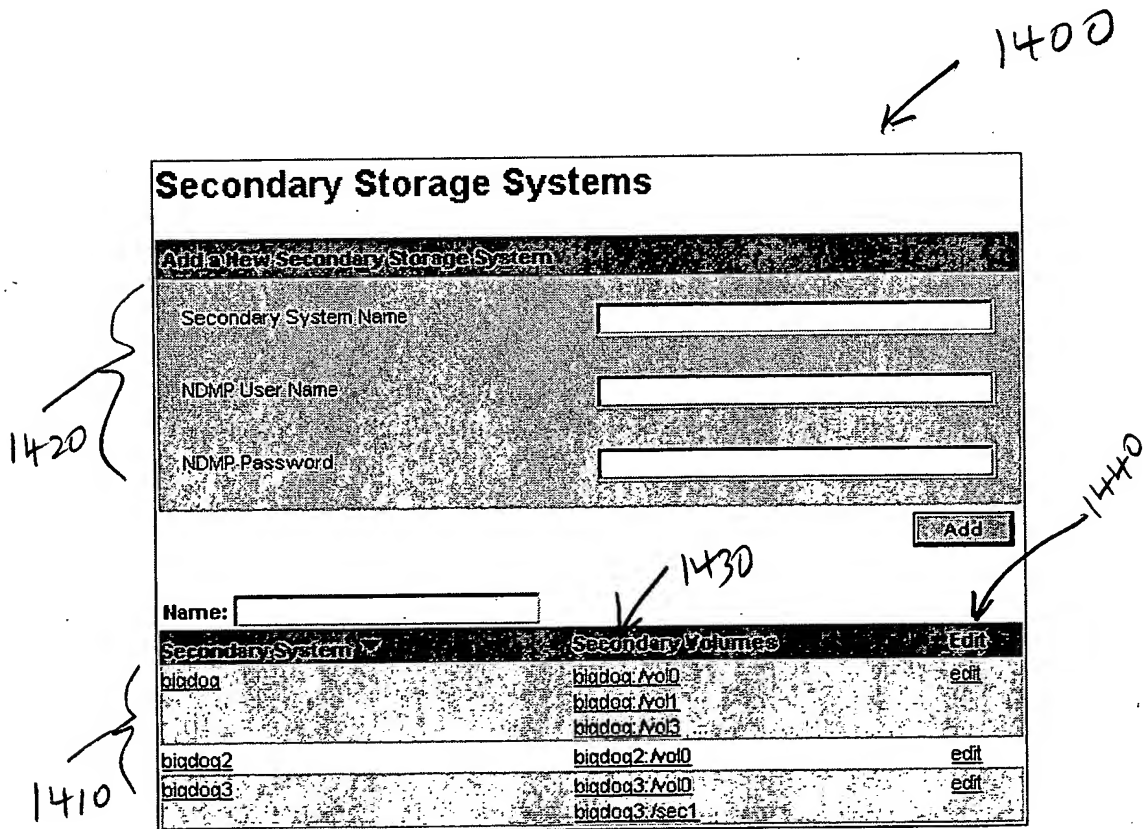 1400
Secondary Storage Systems
Add a New Secondary Storage System
Secondary System Name
NDMP User Name
1420
NDMP Password
1440
Add
1430
Name:
Secondary System Secondary Volumes Edit
bigdog bigdog:/vol0 edit
bigdog:/vol1
bigdog:/vol3
bigdog2 bigdog2:/vol0 edit
1410
bigdog3 bigdog3:/vol0 edit
bigdog3:/sec1